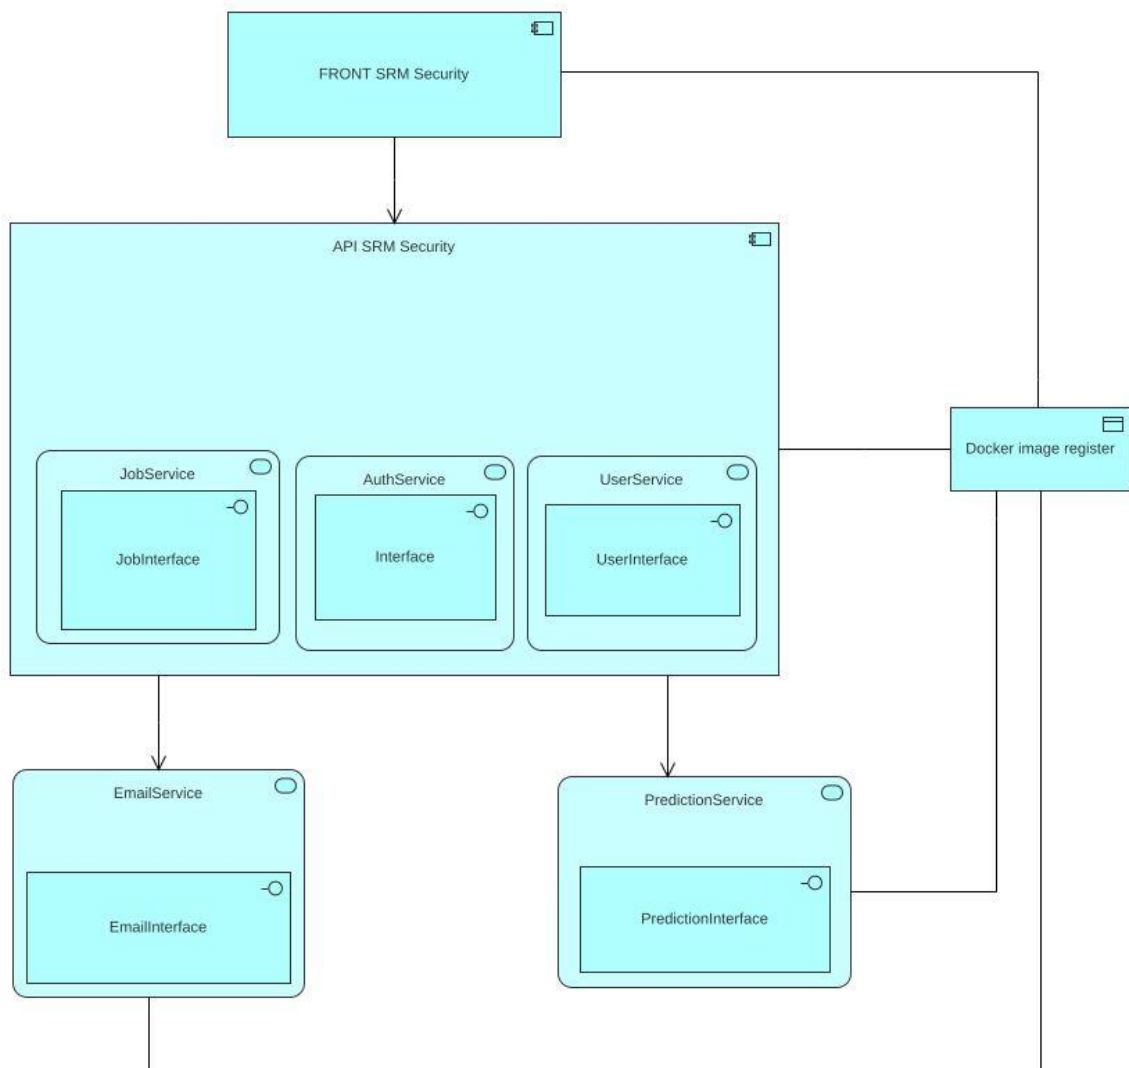 FRONT SRM Security
API SRM Security
Docker image register
JobService
AuthService
UserService
JobInterface
Interface
UserInterface
EmailService
PredictionService
EmailInterface
PredictionInterface